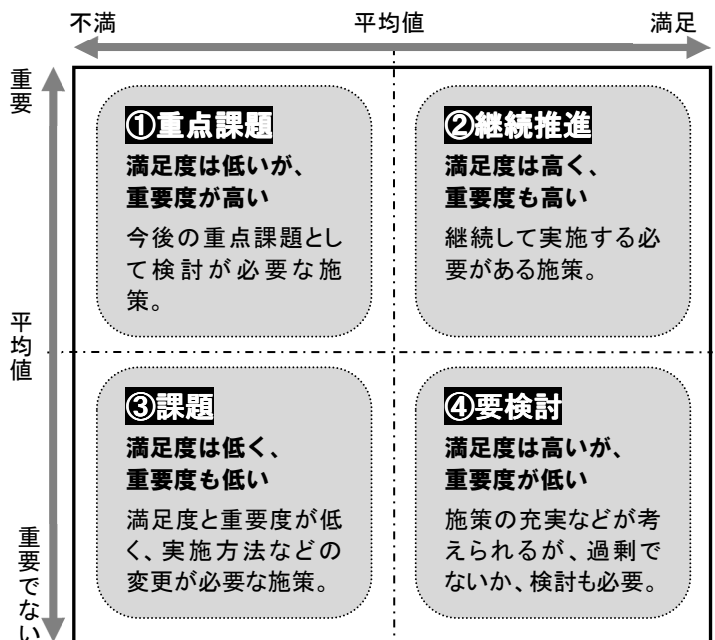 不満
平均値
満足
重要
平均値
重要でない
①重点課題
満足度は低いが、
重要度が高い
今後の重点課題とし
て検討が必要な施
策。
②継続推進
満足度は高く、
重要度も高い
継続して実施する必
要がある施策。
③課題
満足度は低く、
重要度も低い
満足度と重要度が低
く、実施方法などの
変更が必要な施策。
④要検討
満足度は高いが、
重要度が低い
施策の充実などが考
えられるが、過剰で
ないか、検討も必要。